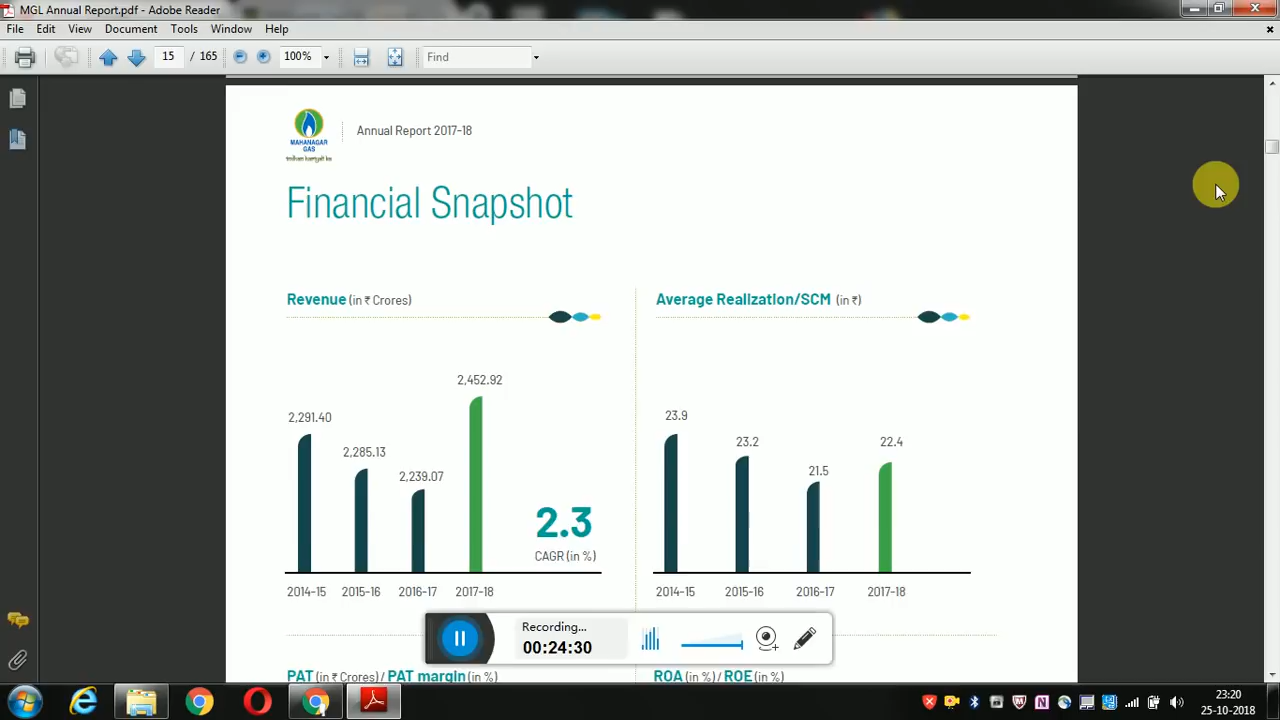 MGL Annual Report.pdf - Adobe Reader
File Edit View Document Tools Window Help
15 / 165 100% Find
MAHANAGAR
GAS
Annual Report 2017-18
Financial Snapshot
Revenue (in ₹ Crores)
2,291.40
2,285.13
2,239.07
2,452.92
2.3
CAGR (in %)
2014-15 2015-16 2016-17 2017-18
Average Realization/SCM (in ₹)
23.9
23.2
21.5
22.4
2014-15 2015-16 2016-17 2017-18
Recording...
00:24:30
PAT (in ₹ Crores) / PAT margin (in %)
ROA (in %) / ROE (in %)
23:20
25-10-2018